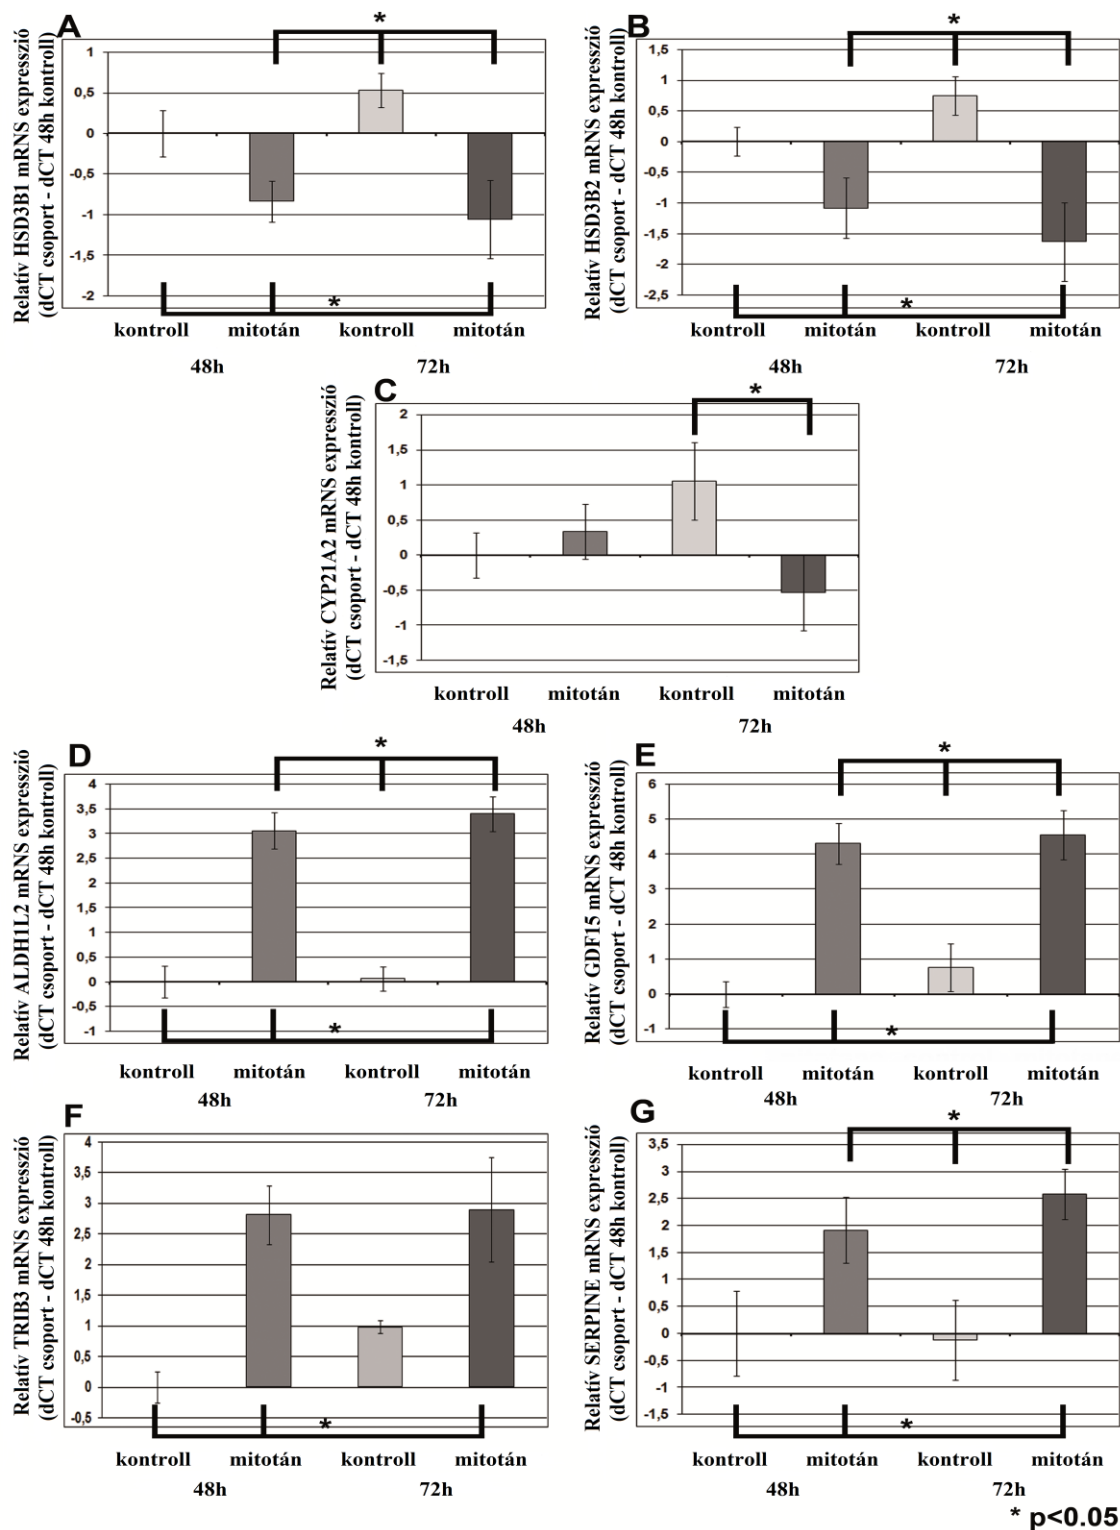 A
*
Relatív HSD3B1 mRNS expresszió
(dCT csoport - dCT 48h kontroll)
1
0,5
0
-0,5
-1
-1,5
-2
*
kontroll mitotán kontroll mitotán
48h 72h
B
*
Relatív HSD3B2 mRNS expresszió
(dCT csoport - dCT 48h kontroll)
1,5
1
0,5
0
-0,5
-1
-1,5
-2
-2,5
*
kontroll mitotán kontroll mitotán
48h 72h
C
*
Relatív CYP21A2 mRNS expresszió
(dCT csoport - dCT 48h kontroll)
2
1,5
1
0,5
0
-0,5
-1
-1,5
kontroll mitotán kontroll mitotán
48h 72h
D
*
Relatív ALDH1L2 mRNS expresszió
(dCT csoport - dCT 48h kontroll)
4
3,5
3
2,5
2
1,5
1
0,5
0
-0,5
-1
*
kontroll mitotán kontroll mitotán
48h 72h
E
*
Relatív GDF15 mRNS expresszió
(dCT csoport - dCT 48h kontroll)
6
5
4
3
2
1
0
-1
*
kontroll mitotán kontroll mitotán
48h 72h
F
Relatív TRIB3 mRNS expresszió
(dCT csoport - dCT 48h kontroll)
4
3,5
3
2,5
2
1,5
1
0,5
0
-0,5
*
kontroll mitotán kontroll mitotán
48h 72h
G
*
Relatív SERPINE mRNS expresszió
(dCT csoport - dCT 48h kontroll)
3,5
3
2,5
2
1,5
1
0,5
0
-0,5
-1
-1,5
*
kontroll mitotán kontroll mitotán
48h 72h
* p<0.05